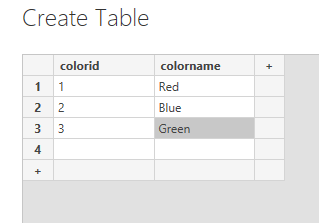 Create Table
colorid colorname +
1 1 Red
2 2 Blue
3 3 Green
4
+